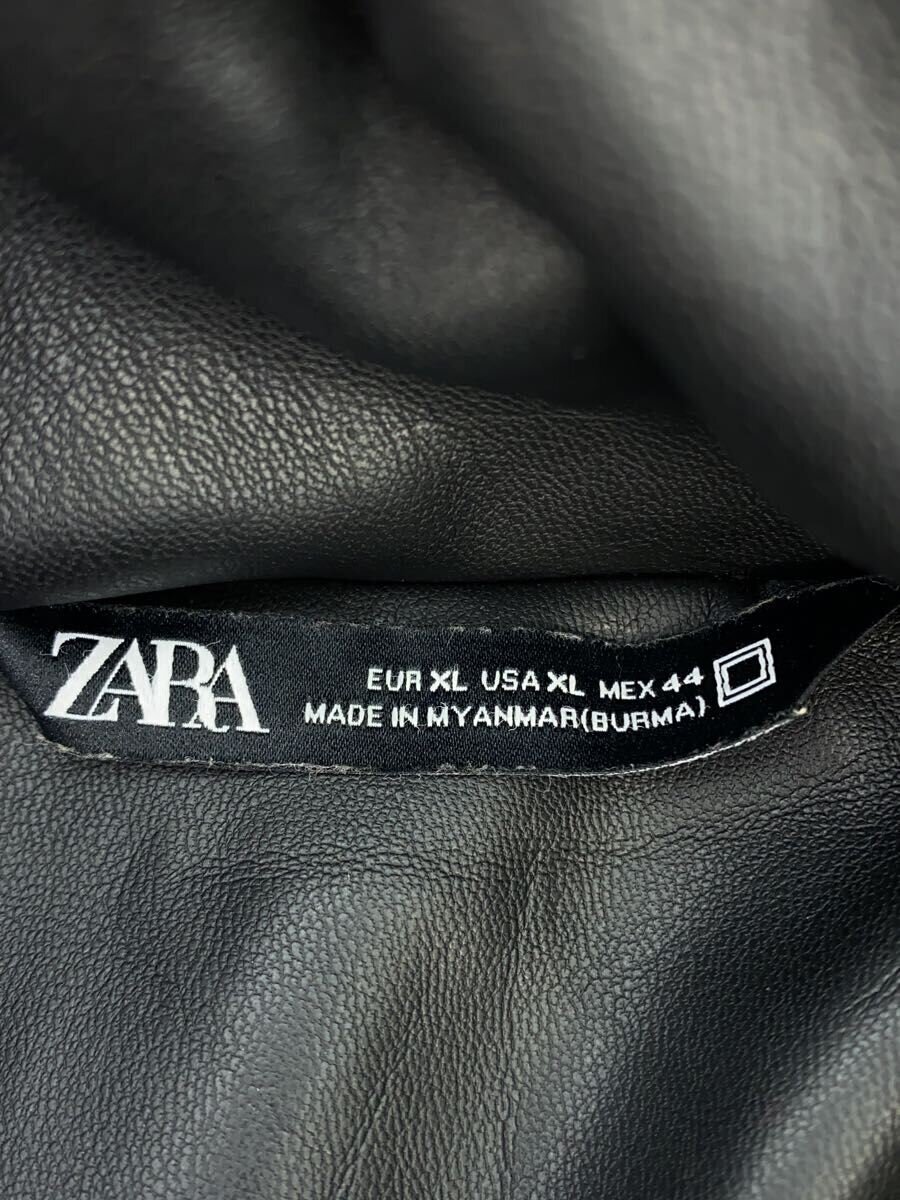 ZARA
EUR XL USA XL MEX 44
MADE IN MYANMAR(BURMA)